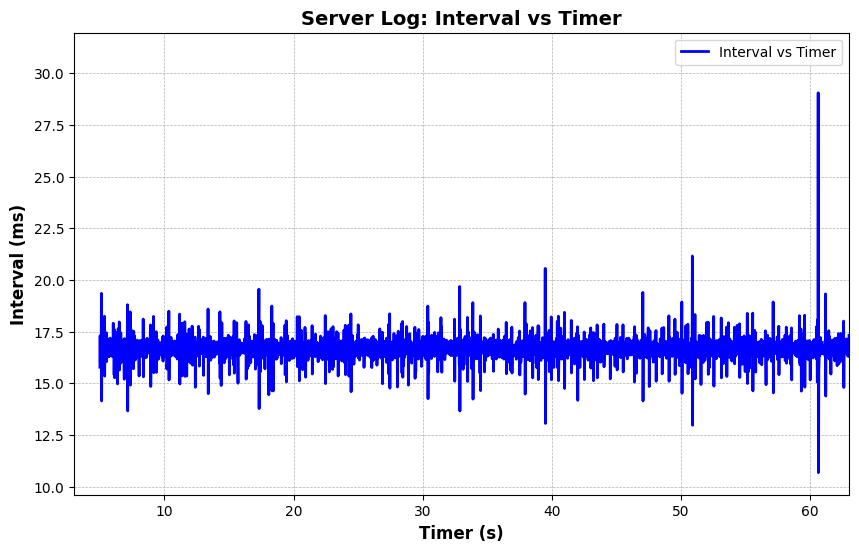 Server Log: Interval vs Timer
Interval vs Timer
30.0
27.5
25.0
22.5
20.0
17.5
15.0
12.5
10.0
Interval (ms)
10 20 30 40 50 60
Timer (s)